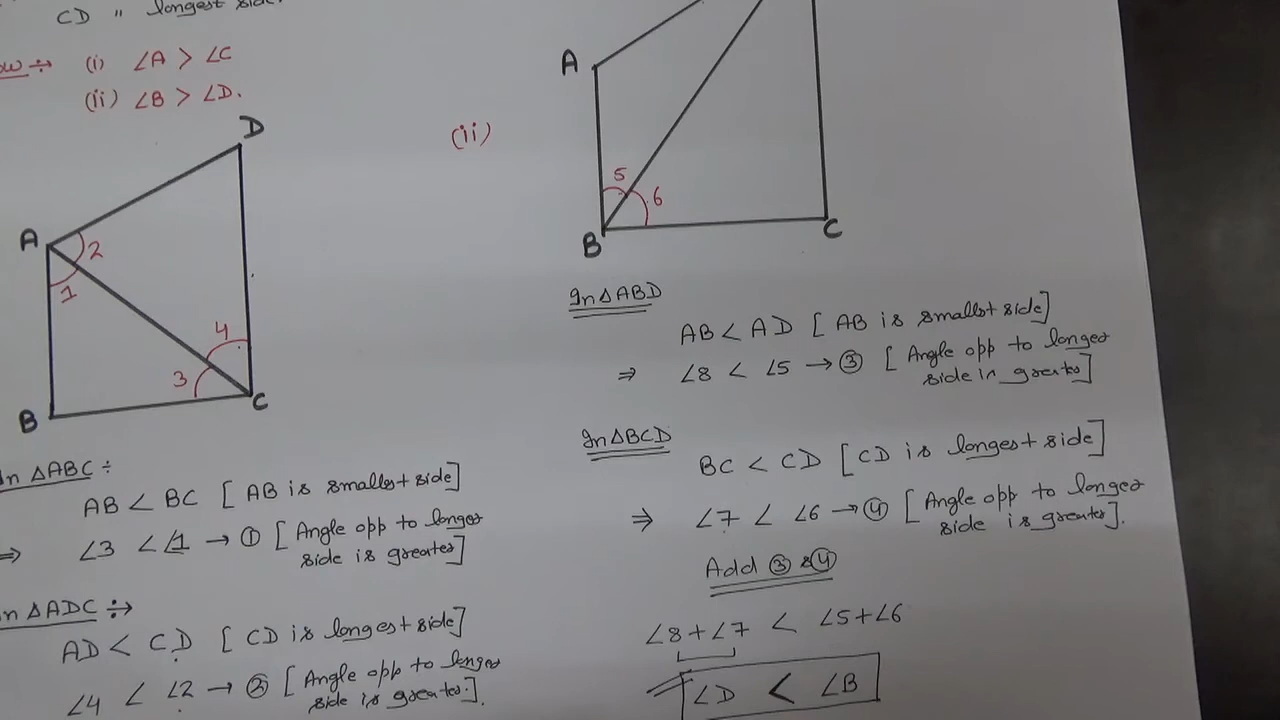 CD " longest side.
(i) ∠A > ∠C
(ii) ∠B > ∠D.
D
A
2
1
4
3
B
C
In ΔABC ÷
AB < BC [ AB is smallest side]
⇒ ∠3 < ∠1 → ① [ Angle opp to longer
side is greater]
In ΔADC ÷→
AD < CD [ CD is longest side]
∠4 < ∠2 → ② [ Angle opp to longer
side is greater.]
(ii)
A
5
6
B
C
In ΔABD
AB < AD [ AB is smallest side]
⇒ ∠8 < ∠5 → ③ [ Angle opp to longer
side in greater]
In ΔBCD
BC < CD [ CD is longest side]
⇒ ∠7 < ∠6 → ④ [ Angle opp to longer
side is greater].
Add ③ & ④
∠8 + ∠7 < ∠5 + ∠6
∠D < ∠B